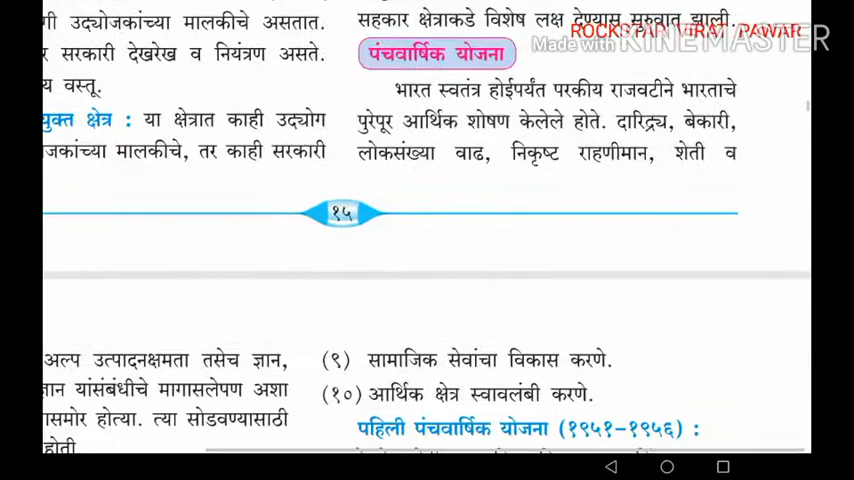 गी उद्योजकांच्या मालकीचे असतात.
र सरकारी देखरेख व नियंत्रण असते.
य वस्तू.
युक्त क्षेत्र : या क्षेत्रात काही उद्योग
जकांच्या मालकीचे, तर काही सरकारी
सहकार क्षेत्राकडे विशेष लक्ष देण्यास सुरुवात झाली.
ROCKSTAR VIRAT PAWAR
Made with KINEMASTER
पंचवार्षिक योजना
भारत स्वतंत्र होईपर्यंत परकीय राजवटीने भारताचे
पुरेपूर आर्थिक शोषण केलेले होते. दारिद्र्य, बेकारी,
लोकसंख्या वाढ, निकृष्ट राहणीमान, शेती व
१५
अल्प उत्पादनक्षमता तसेच ज्ञान,
ज्ञान यांसंबंधीचे मागासलेपण अशा
ासमोर होत्या. त्या सोडवण्यासाठी
होती
(९) सामाजिक सेवांचा विकास करणे.
(१०) आर्थिक क्षेत्र स्वावलंबी करणे.
पहिली पंचवार्षिक योजना (१९५१-१९५६) :